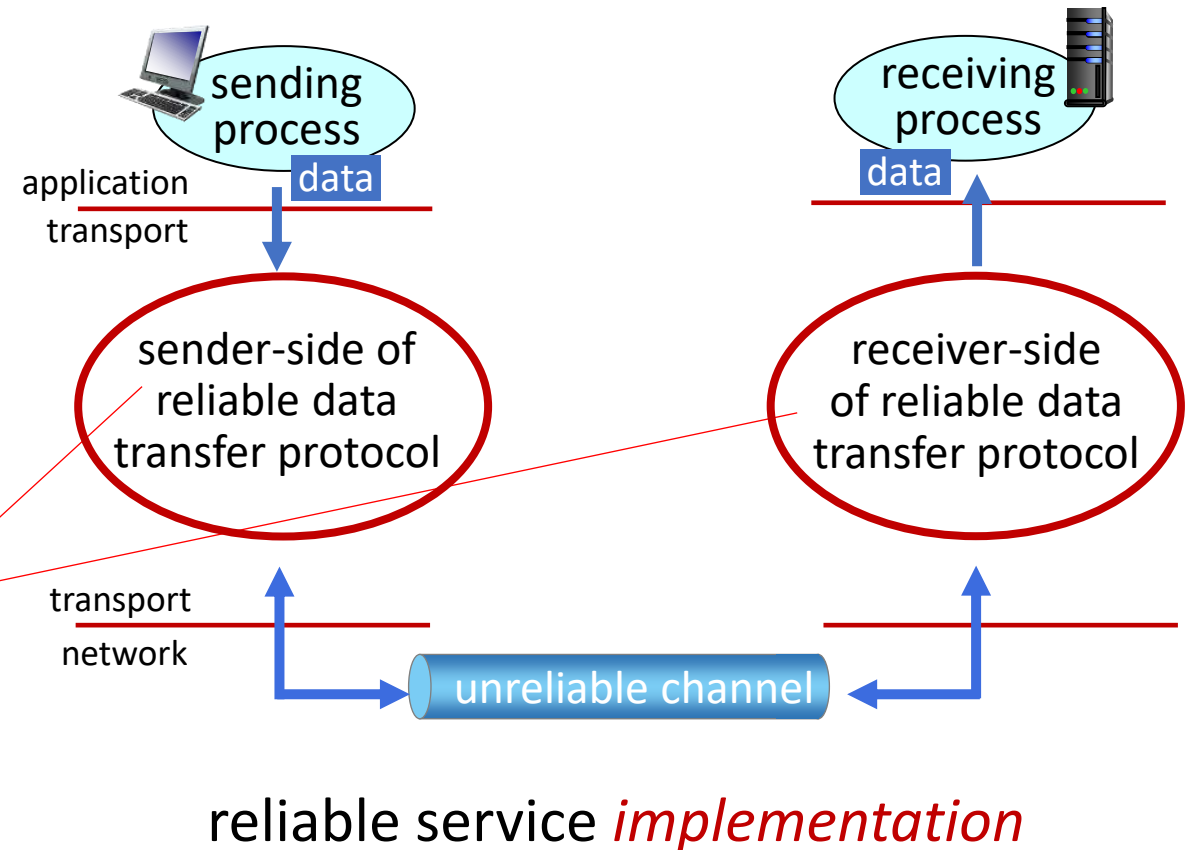 sending
process
data
application
transport
receiving
process
data
sender-side of
reliable data
transfer protocol
receiver-side
of reliable data
transfer protocol
transport
network
unreliable channel
reliable service implementation